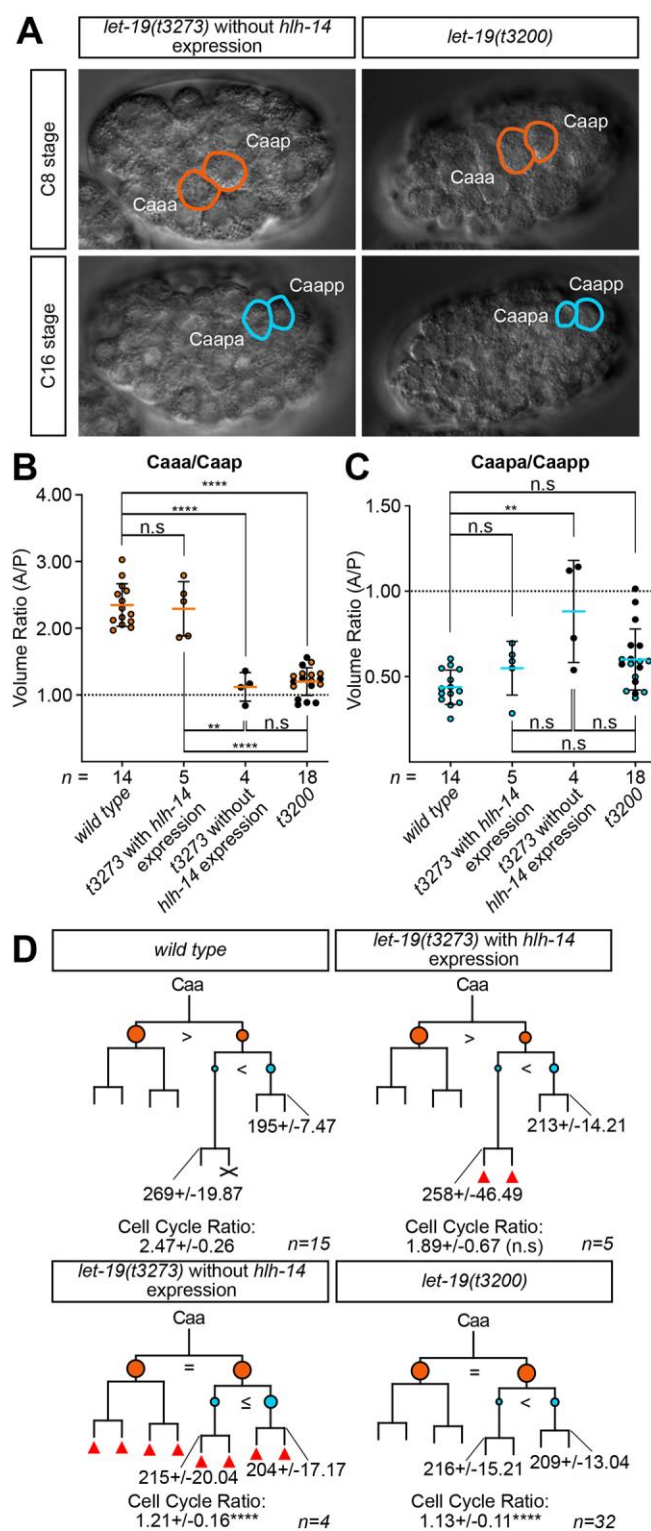 A
let-19(t3273) without hlh-14
expression
let-19(t3200)
C8 stage
Caap
Caaa
Caap
Caaa
C16 stage
Caapp
Caapa
Caapp
Caapa
B
Caaa/Caap
Volume Ratio (A/P)
4.00
3.00
2.00
1.00
****
****
n.s
**
n.s
****
n =
14
5
4
18
wild type
t3273 with hlh-14
expression
t3273 without
hlh-14 expression
t3200
C
Caapa/Caapp
Volume Ratio (A/P)
1.50
1.00
0.50
n.s
**
n.s
n.s
n.s
n.s
14
5
4
18
wild type
t3273 with hlh-14
expression
t3273 without
hlh-14 expression
t3200
D
wild type
Caa
>
<
195+/-7.47
269+/-19.87
Cell Cycle Ratio:
2.47+/-0.26
n=15
let-19(t3273) with hlh-14
expression
Caa
>
<
213+/-14.21
258+/-46.49
Cell Cycle Ratio:
1.89+/-0.67 (n.s)
n=5
let-19(t3273) without hlh-14
expression
Caa
=
≤
215+/-20.04
204+/-17.17
Cell Cycle Ratio:
1.21+/-0.16****
n=4
let-19(t3200)
Caa
=
<
216+/-15.21
209+/-13.04
Cell Cycle Ratio:
1.13+/-0.11****
n=32